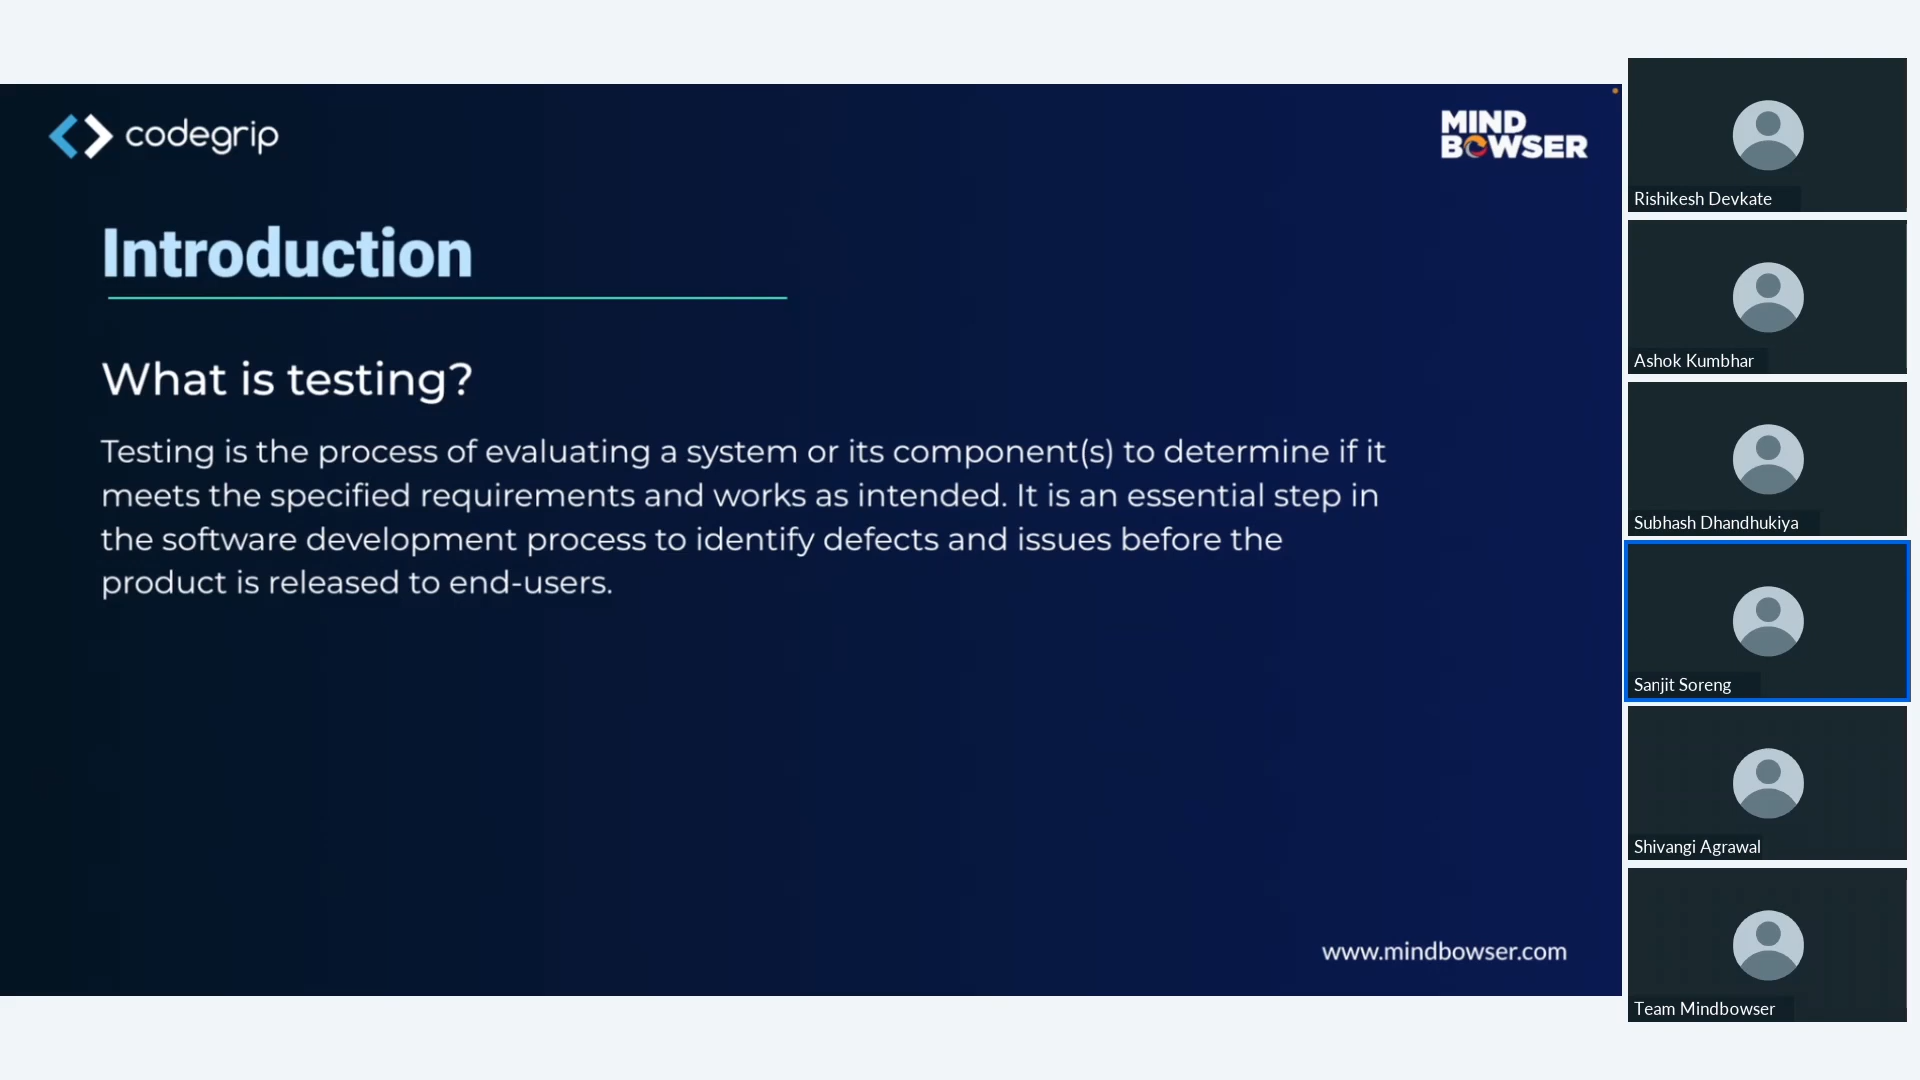 codegrip
MIND
BOWSER
Introduction
What is testing?
Testing is the process of evaluating a system or its component(s) to determine if it
meets the specified requirements and works as intended. It is an essential step in
the software development process to identify defects and issues before the
product is released to end-users.
www.mindbowser.com
Rishikesh Devkate
Ashok Kumbhar
Subhash Dhandhukiya
Sanjit Soreng
Shivangi Agrawal
Team Mindbowser